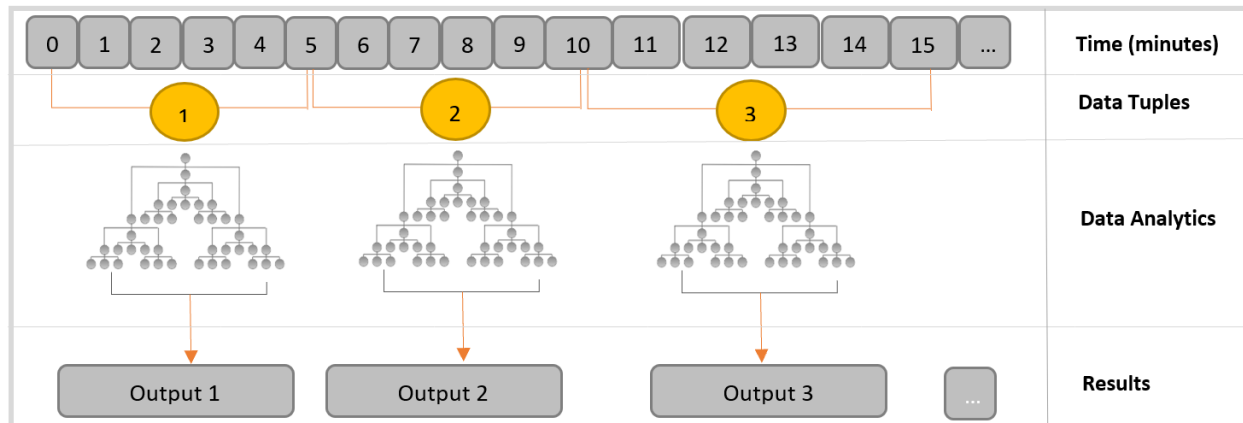 0 1 2 3 4 5 6 7 8 9 10 11 12 13 14 15 ... Time (minutes)
1 2 3 Data Tuples
Data Analytics
Output 1 Output 2 Output 3 ... Results